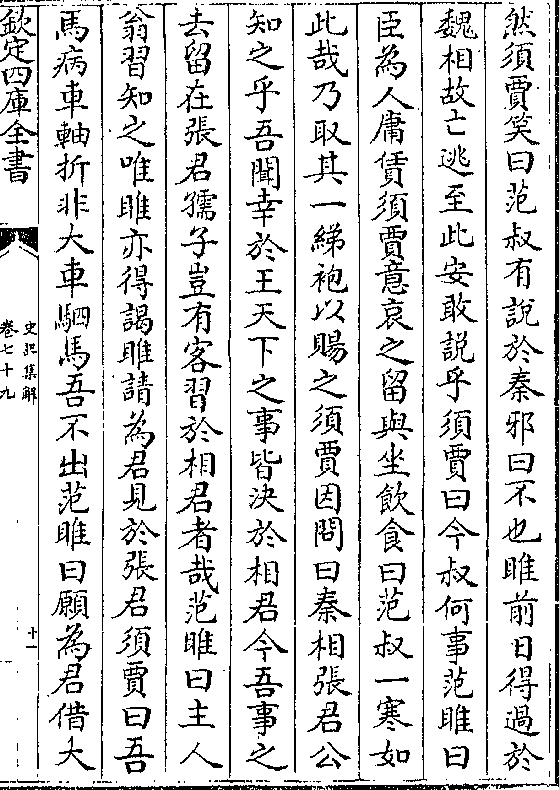 然須賈笑曰范叔有說於秦邪曰不也睢前日得過於
魏相故亡逃至此安敢說乎須賈曰今叔何事范睢曰
臣為人庸賃須賈意哀之留與坐飲食曰范叔一寒如
此哉乃取其一綈袍以賜之須賈因問曰秦相張君公
知之乎吾聞幸於王天下之事皆決於相君今吾事之
去留在張君孺子豈有客習於相君者哉范睢曰主人
翁習知之唯睢亦得謁睢請為君見於張君須賈曰吾
馬病車軸折非大車駟馬吾不出范睢曰願為君借大
欽定四庫全書
史記集解
卷七十九
十一